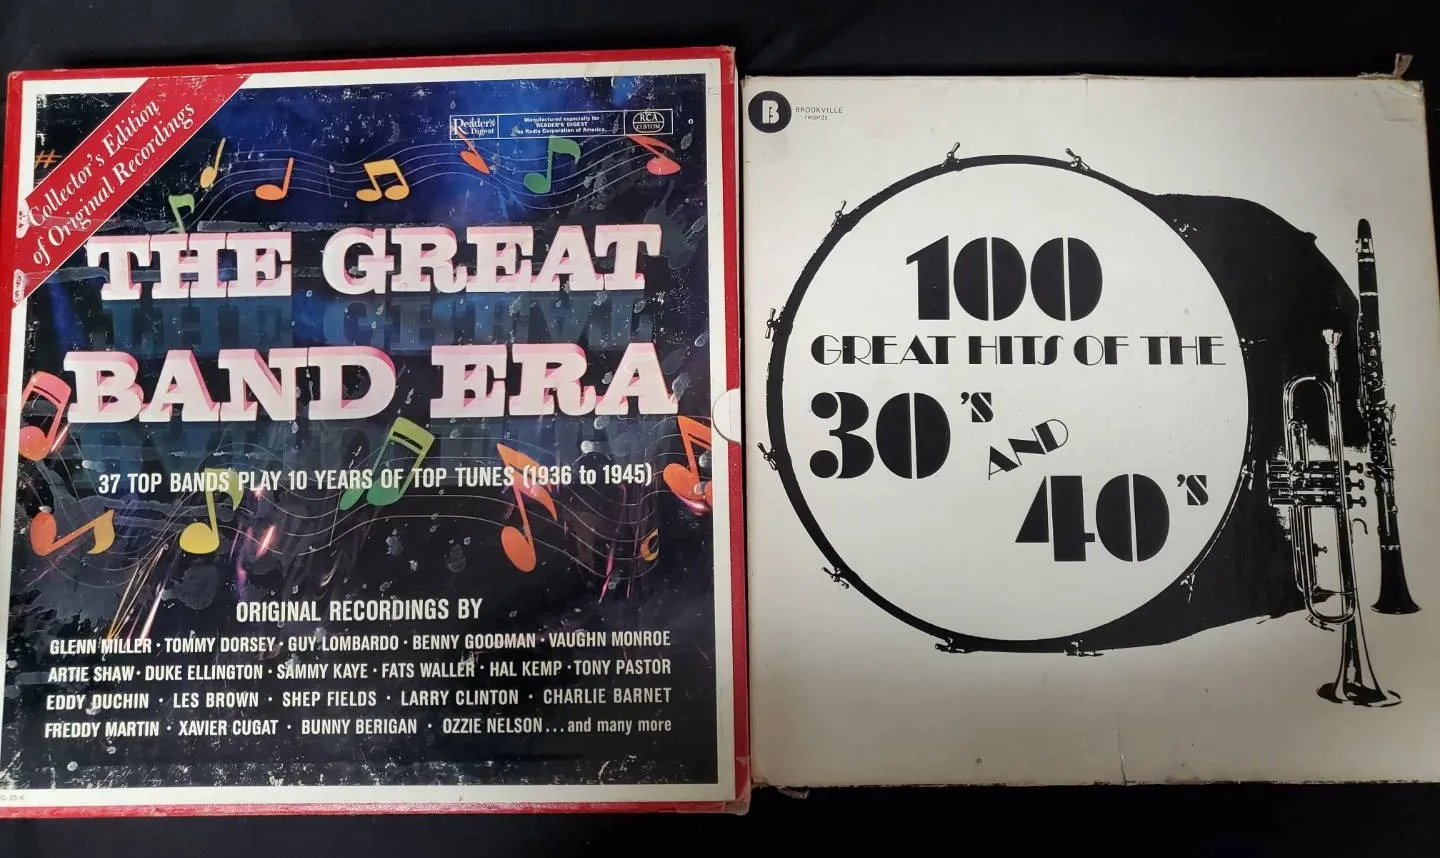 Collector's Edition
of Original Recordings
Reader's
Digest
Manufactured especially for
READER'S DIGEST
by Radio Corporation of America.
RCA
CUSTOM
THE GREAT
BAND ERA
37 TOP BANDS PLAY 10 YEARS OF TOP TUNES (1936 to 1945)
ORIGINAL RECORDINGS BY
GLENN MILLER · TOMMY DORSEY · GUY LOMBARDO · BENNY GOODMAN · VAUGHN MONROE
ARTIE SHAW · DUKE ELLINGTON · SAMMY KAYE · FATS WALLER · HAL KEMP · TONY PASTOR
EDDY DUCHIN · LES BROWN · SHEP FIELDS · LARRY CLINTON · CHARLIE BARNET
FREDDY MARTIN · XAVIER CUGAT · BUNNY BERIGAN · OZZIE NELSON...and many more
B
BROOKVILLE
records
100
GREAT HITS OF THE
30's
AND
40's